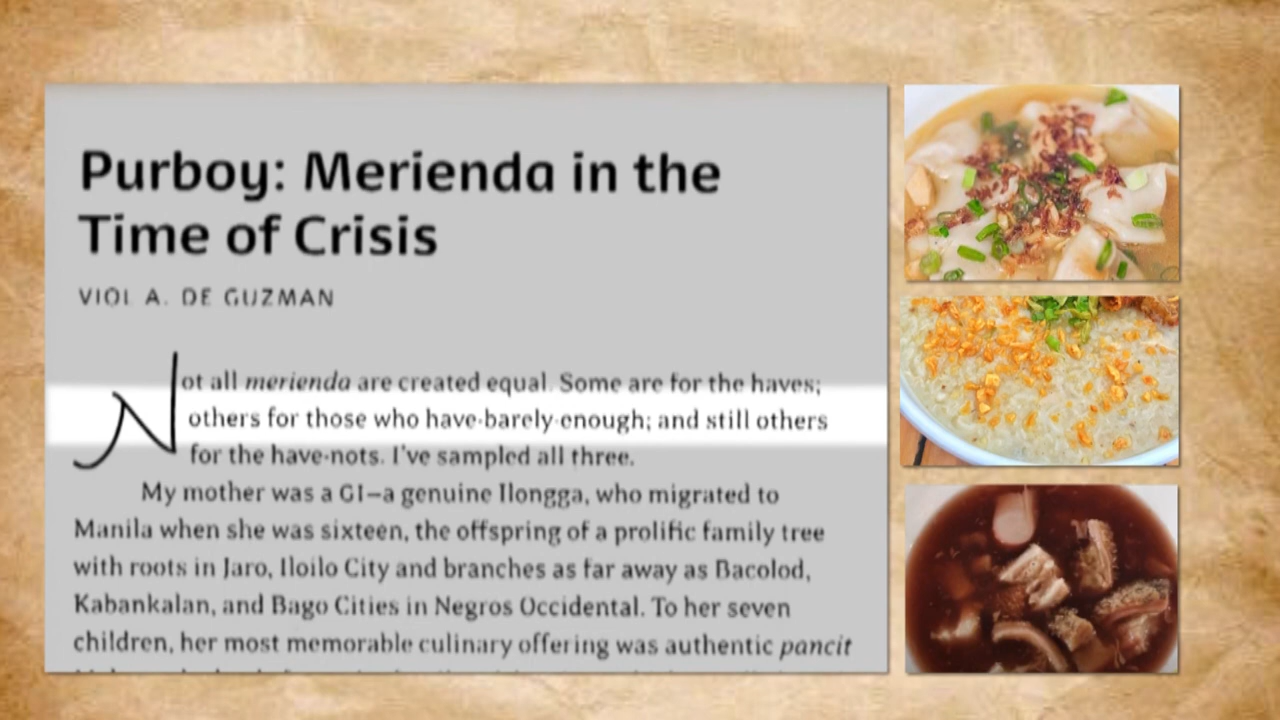 Purboy: Merienda in the
Time of Crisis
VIOL A. DE GUZMAN
Not all merienda are created equal. Some are for the haves;
others for those who have-barely-enough; and still others
for the have-nots. I've sampled all three.
My mother was a GI—a genuine Ilongga, who migrated to
Manila when she was sixteen, the offspring of a prolific family tree
with roots in Jaro, Iloilo City and branches as far away as Bacolod,
Kabankalan, and Bago Cities in Negros Occidental. To her seven
children, her most memorable culinary offering was authentic pancit